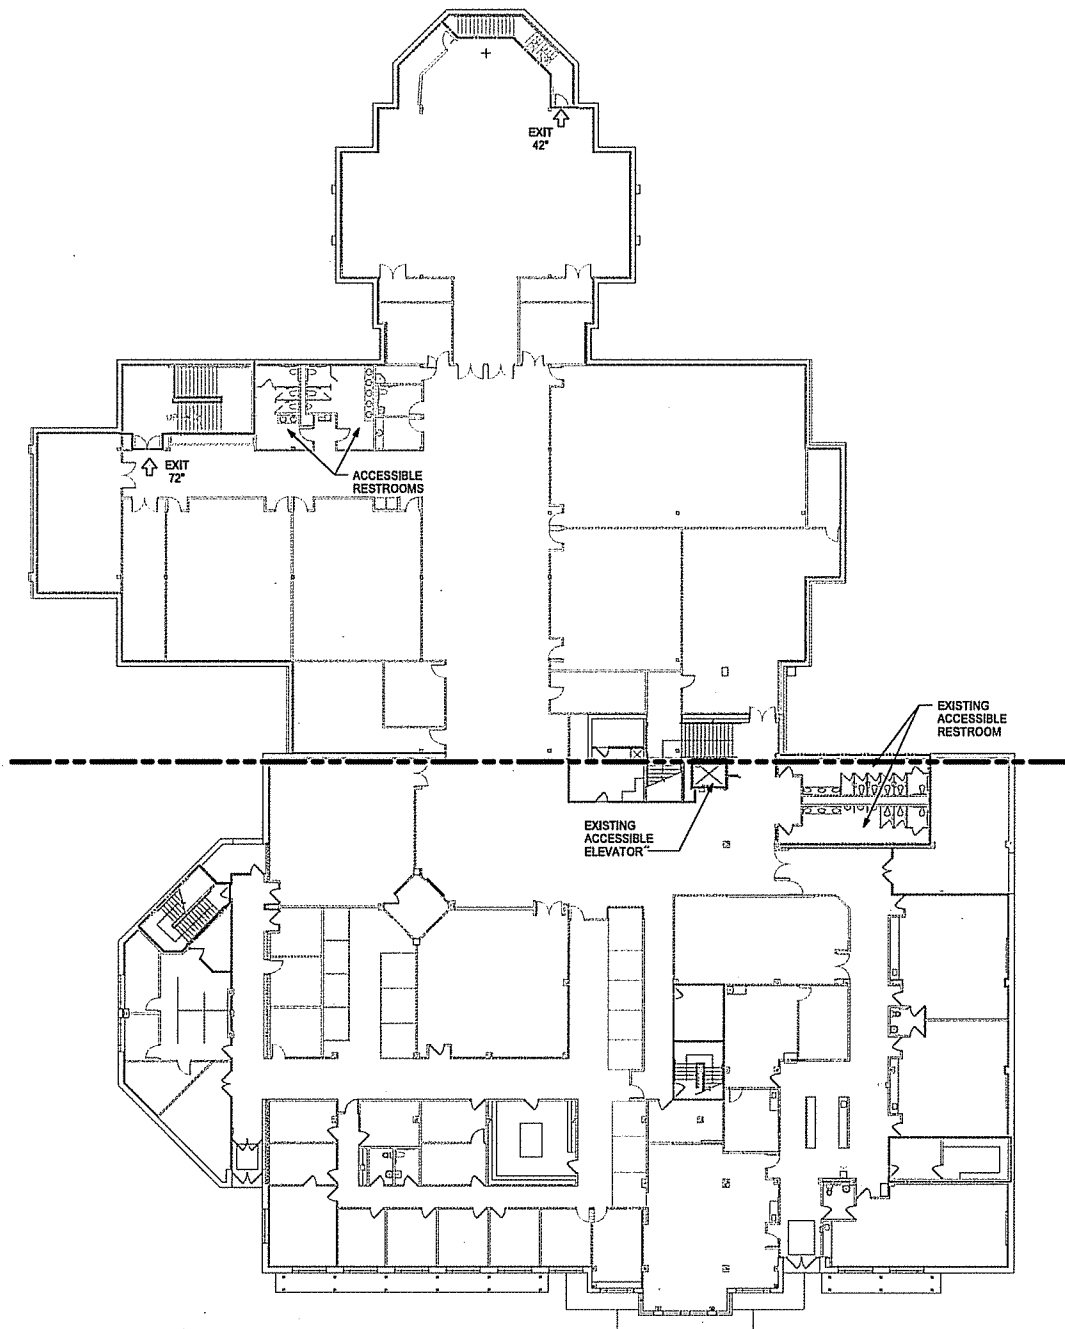 EXIT
42"
EXIT
72"
ACCESSIBLE
RESTROOMS
EXISTING
ACCESSIBLE
RESTROOM
EXISTING
ACCESSIBLE
ELEVATOR